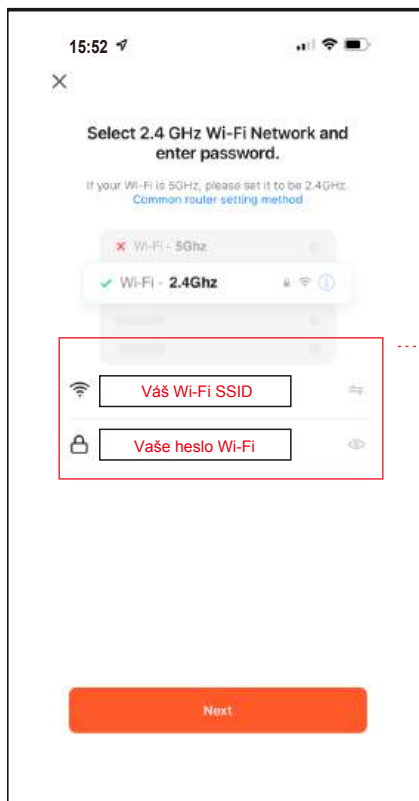 15:52
Select 2.4 GHz Wi-Fi Network and
enter password.
If your Wi-Fi is 5GHz, please set it to be 2.4GHz.
Common router setting method
Wi-Fi - 5Ghz
Wi-Fi - 2.4Ghz
Váš Wi-Fi SSID
Vaše heslo Wi-Fi
Next